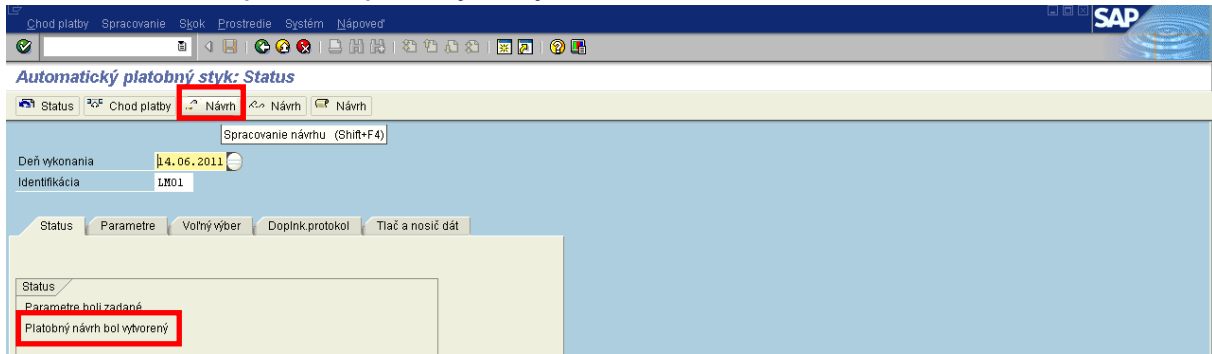 Chod platby Spracovanie Skok Prostredie Systém Nápoveď
SAP
Automatický platobný styk: Status
Status Chod platby Návrh Návrh Návrh
Spracovanie návrhu (Shift+F4)
Deň vykonania 14.06.2011
Identifikácia LM01
Status Parametre Voľný výber Doplnk.protokol Tlač a nosič dát
Status
Parametre boli zadané
Platobný návrh bol vytvorený